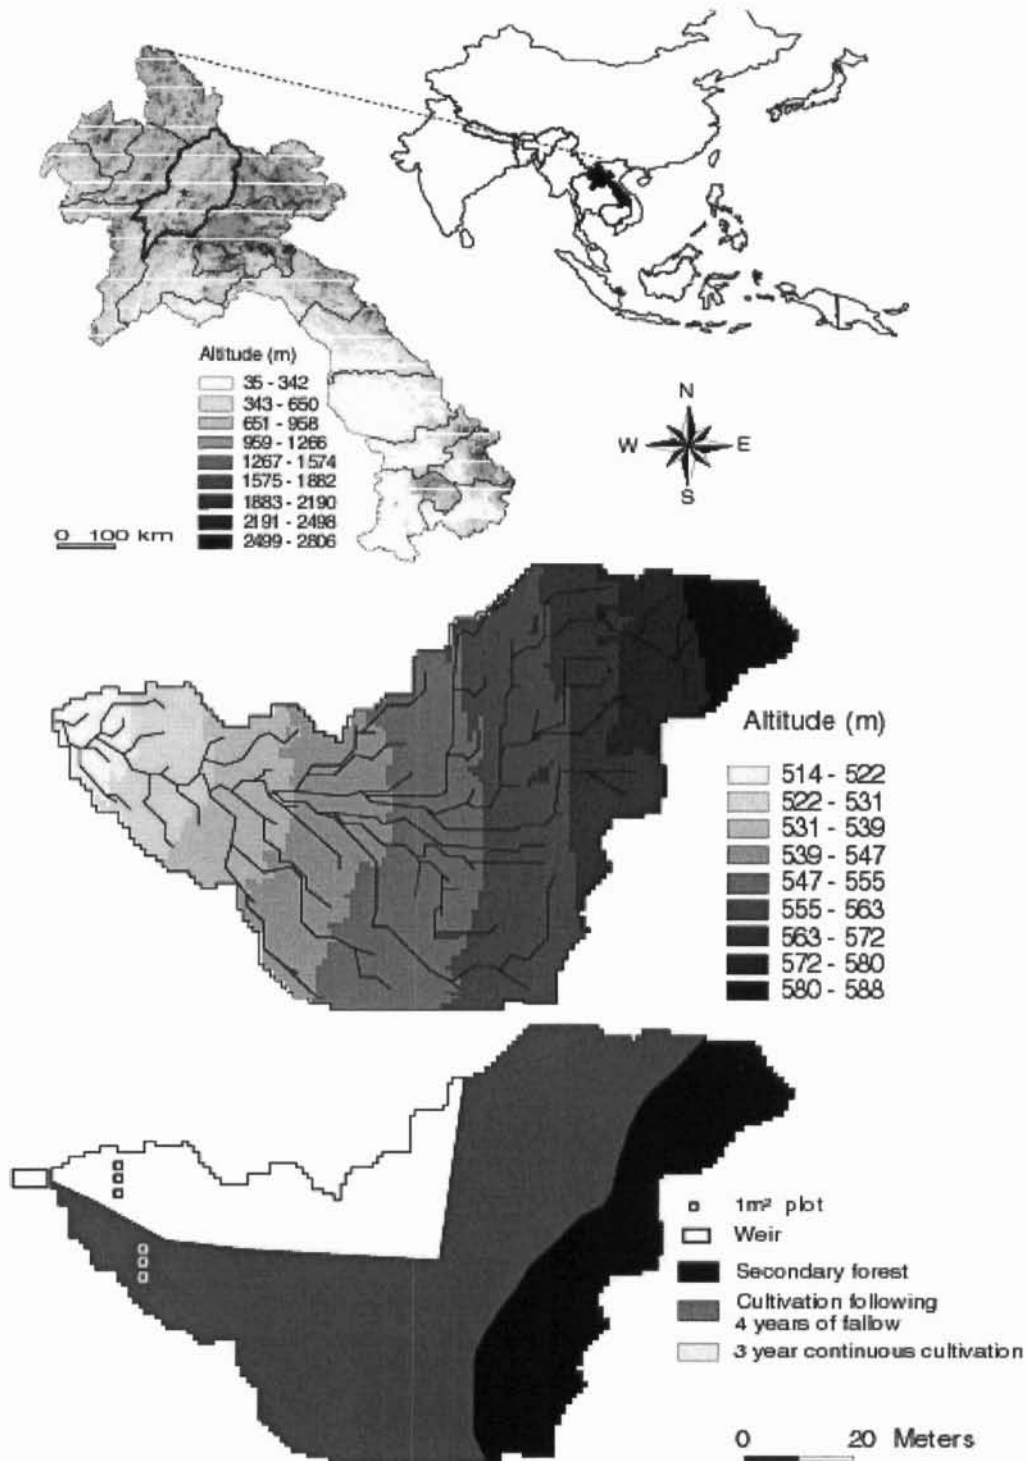 Altitude (m)
35 - 342
343 - 650
651 - 958
959 - 1266
1267 - 1574
1575 - 1882
1883 - 2190
2191 - 2498
2499 - 2806
0 100 km
N
W E
S
Altitude (m)
514 - 522
522 - 531
531 - 539
539 - 547
547 - 555
555 - 563
563 - 572
572 - 580
580 - 588
1m² plot
Weir
Secondary forest
Cultivation following
4 years of fallow
3 year continuous cultivation
0 20 Meters